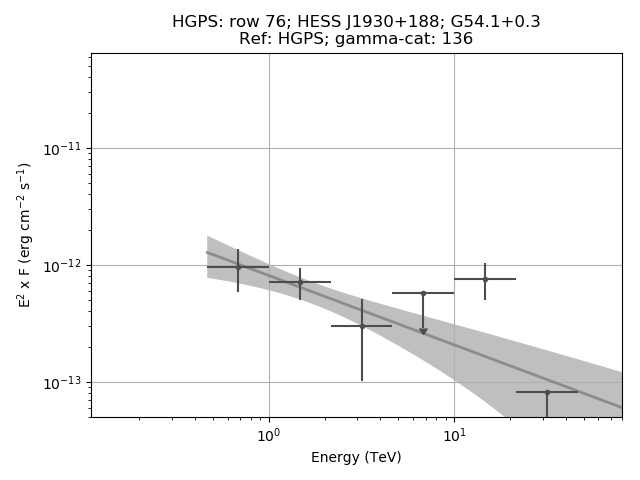 HGPS: row 76; HESS J1930+188; G54.1+0.3
Ref: HGPS; gamma-cat: 136
E² x F (erg cm⁻² s⁻¹)
10⁻¹¹
10⁻¹²
10⁻¹³
10⁰ 10¹
Energy (TeV)